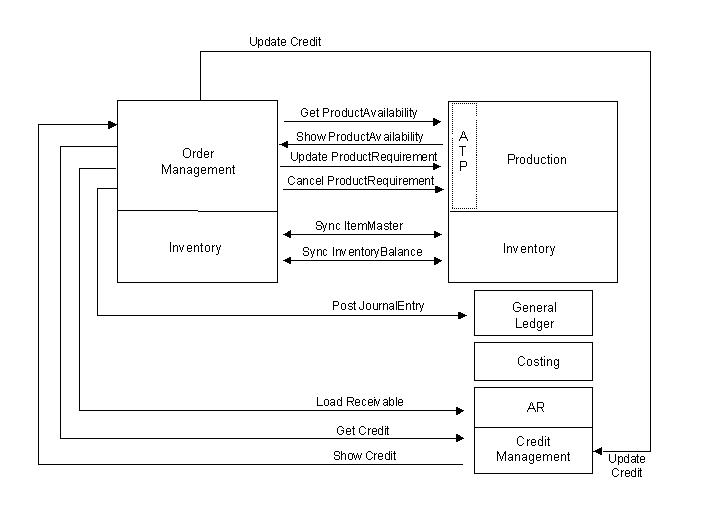 Update Credit
Get ProductAvailability
Show ProductAvailability
Update ProductRequirement
Cancel ProductRequirement
Order
Management
A
T
P
Production
Sync ItemMaster
Inventory
Sync InventoryBalance
Inventory
Post JournalEntry
General
Ledger
Costing
Load Receivable
AR
Get Credit
Credit
Management
Show Credit
Update
Credit